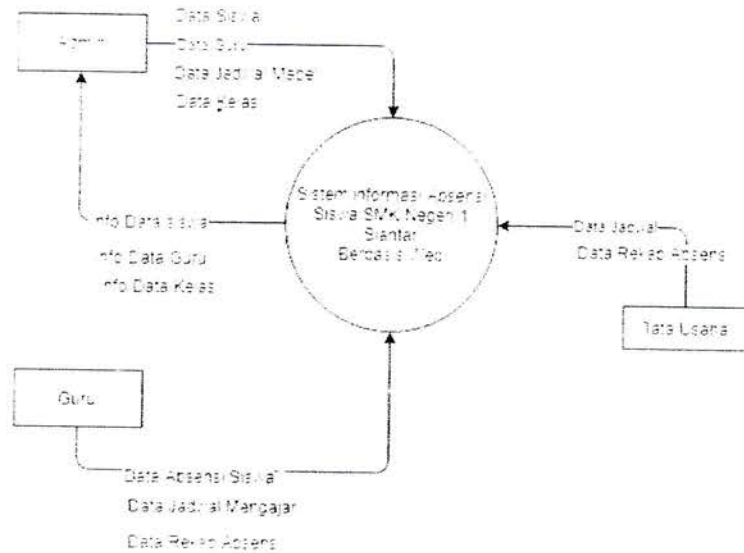 Data Siswa
Admin
Data Guru
Data Jadwal Mapel
Data Kelas
Sistem Informasi Absensi
Siswa SMK Negeri 1
Siantar
Berbasis Web
Info Data siswa
Info Data Guru
Info Data Kelas
Data Jadwal
Data Rekap Absensi
Tata Usaha
Guru
Data Absensi Siswa
Data Jadwal Mengajar
Data Rekap Absensi